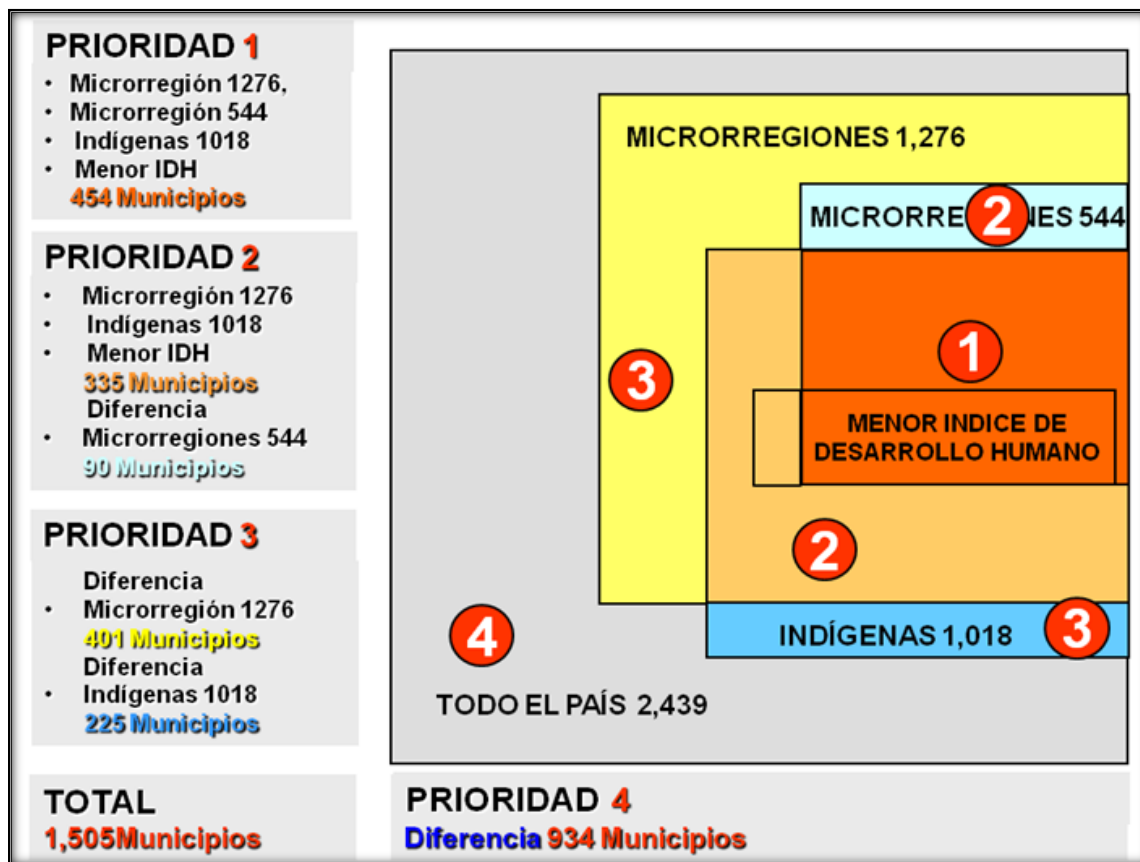 PRIORIDAD 1
• Microrregión 1276,
• Microrregión 544
• Indígenas 1018
• Menor IDH
454 Municipios
PRIORIDAD 2
• Microrregión 1276
• Indígenas 1018
• Menor IDH
335 Municipios
Diferencia
• Microrregiones 544
90 Municipios
PRIORIDAD 3
Diferencia
• Microrregión 1276
401 Municipios
Diferencia
• Indígenas 1018
225 Municipios
TOTAL
1,505Municipios
MICRORREGIONES 1,276
2
NES 544
1
3
MENOR INDICE DE
DESARROLLO HUMANO
2
INDÍGENAS 1,018
3
4
TODO EL PAÍS 2,439
PRIORIDAD 4
Diferencia 934 Municipios